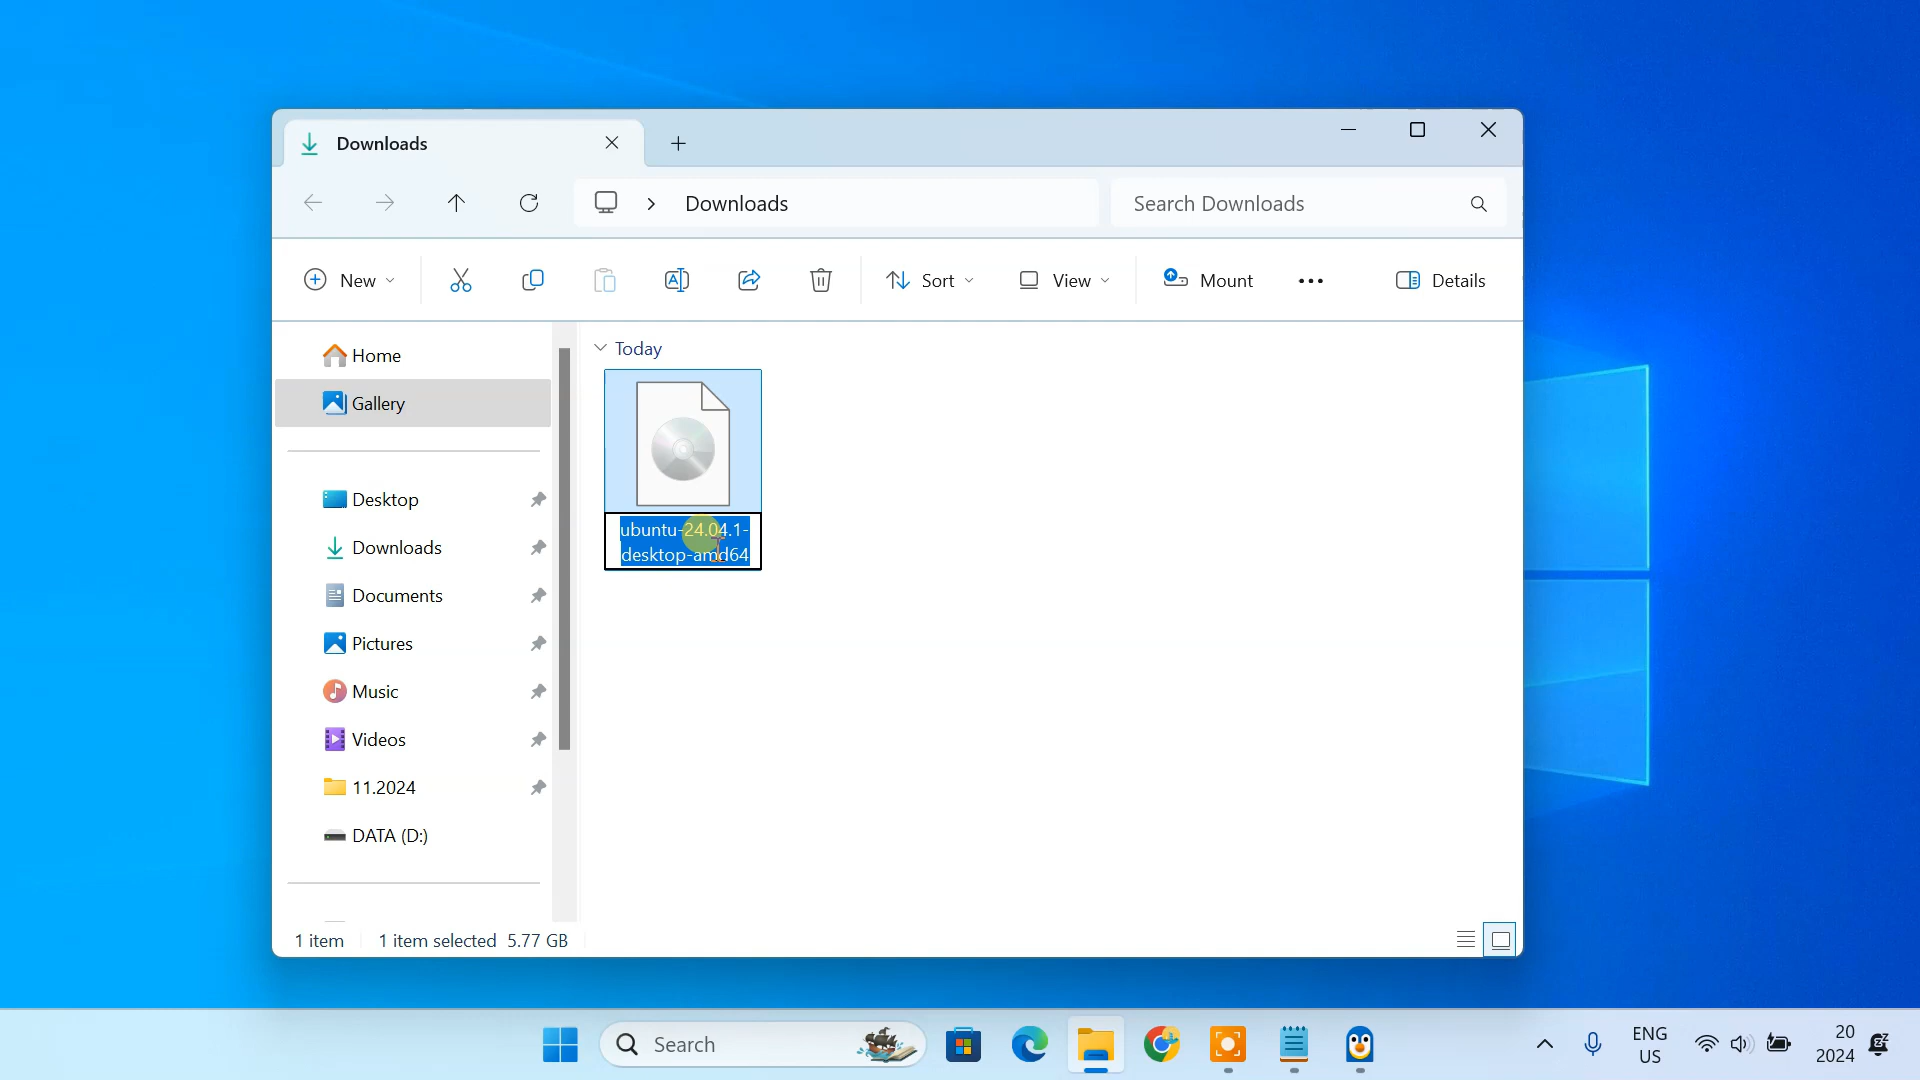 Downloads
Downloads
Search Downloads
New
Sort
View
Mount
Details
Home
Gallery
Desktop
Downloads
Documents
Pictures
Music
Videos
11.2024
DATA (D:)
Today
ubuntu-24.04.1-
desktop-amd64
1 item
1 item selected 5.77 GB
Search
ENG
US
20
2024